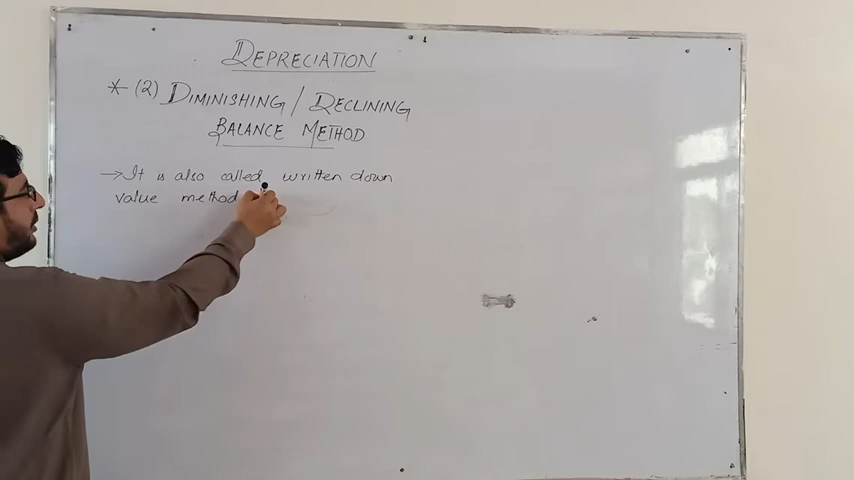 DEPRECIATION
* (2) DIMINISHING / DECLINING
BALANCE METHOD
→ It is also called written down
value method